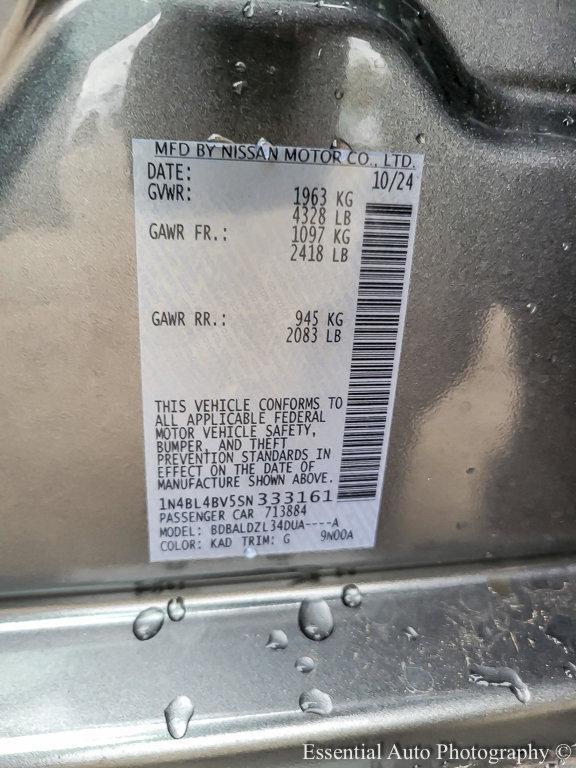 MFD BY NISSAN MOTOR CO., LTD.
DATE: 10/24
GVWR: 1963 KG
4328 LB
GAWR FR.: 1097 KG
2418 LB
GAWR RR.: 945 KG
2083 LB
THIS VEHICLE CONFORMS TO
ALL APPLICABLE FEDERAL
MOTOR VEHICLE SAFETY,
BUMPER, AND THEFT
PREVENTION STANDARDS IN
EFFECT ON THE DATE OF
MANUFACTURE SHOWN ABOVE.
1N4BL4BV5SN333161
PASSENGER CAR 713884
MODEL: BDBALDZL34DUA----A
COLOR: KAD TRIM: G 9N00A
Essential Auto Photography ©